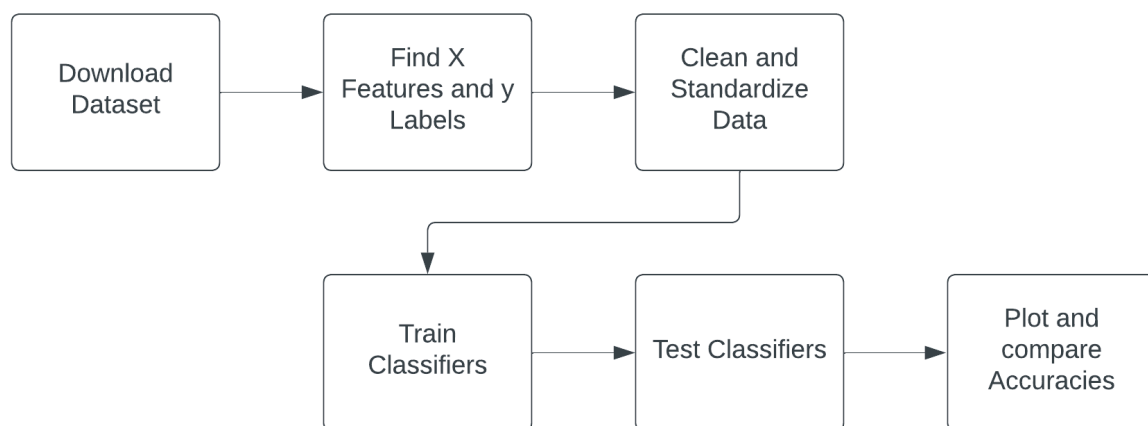 Download
Dataset
Find X
Features and y
Labels
Clean and
Standardize
Data
Train
Classifiers
Test Classifiers
Plot and
compare
Accuracies